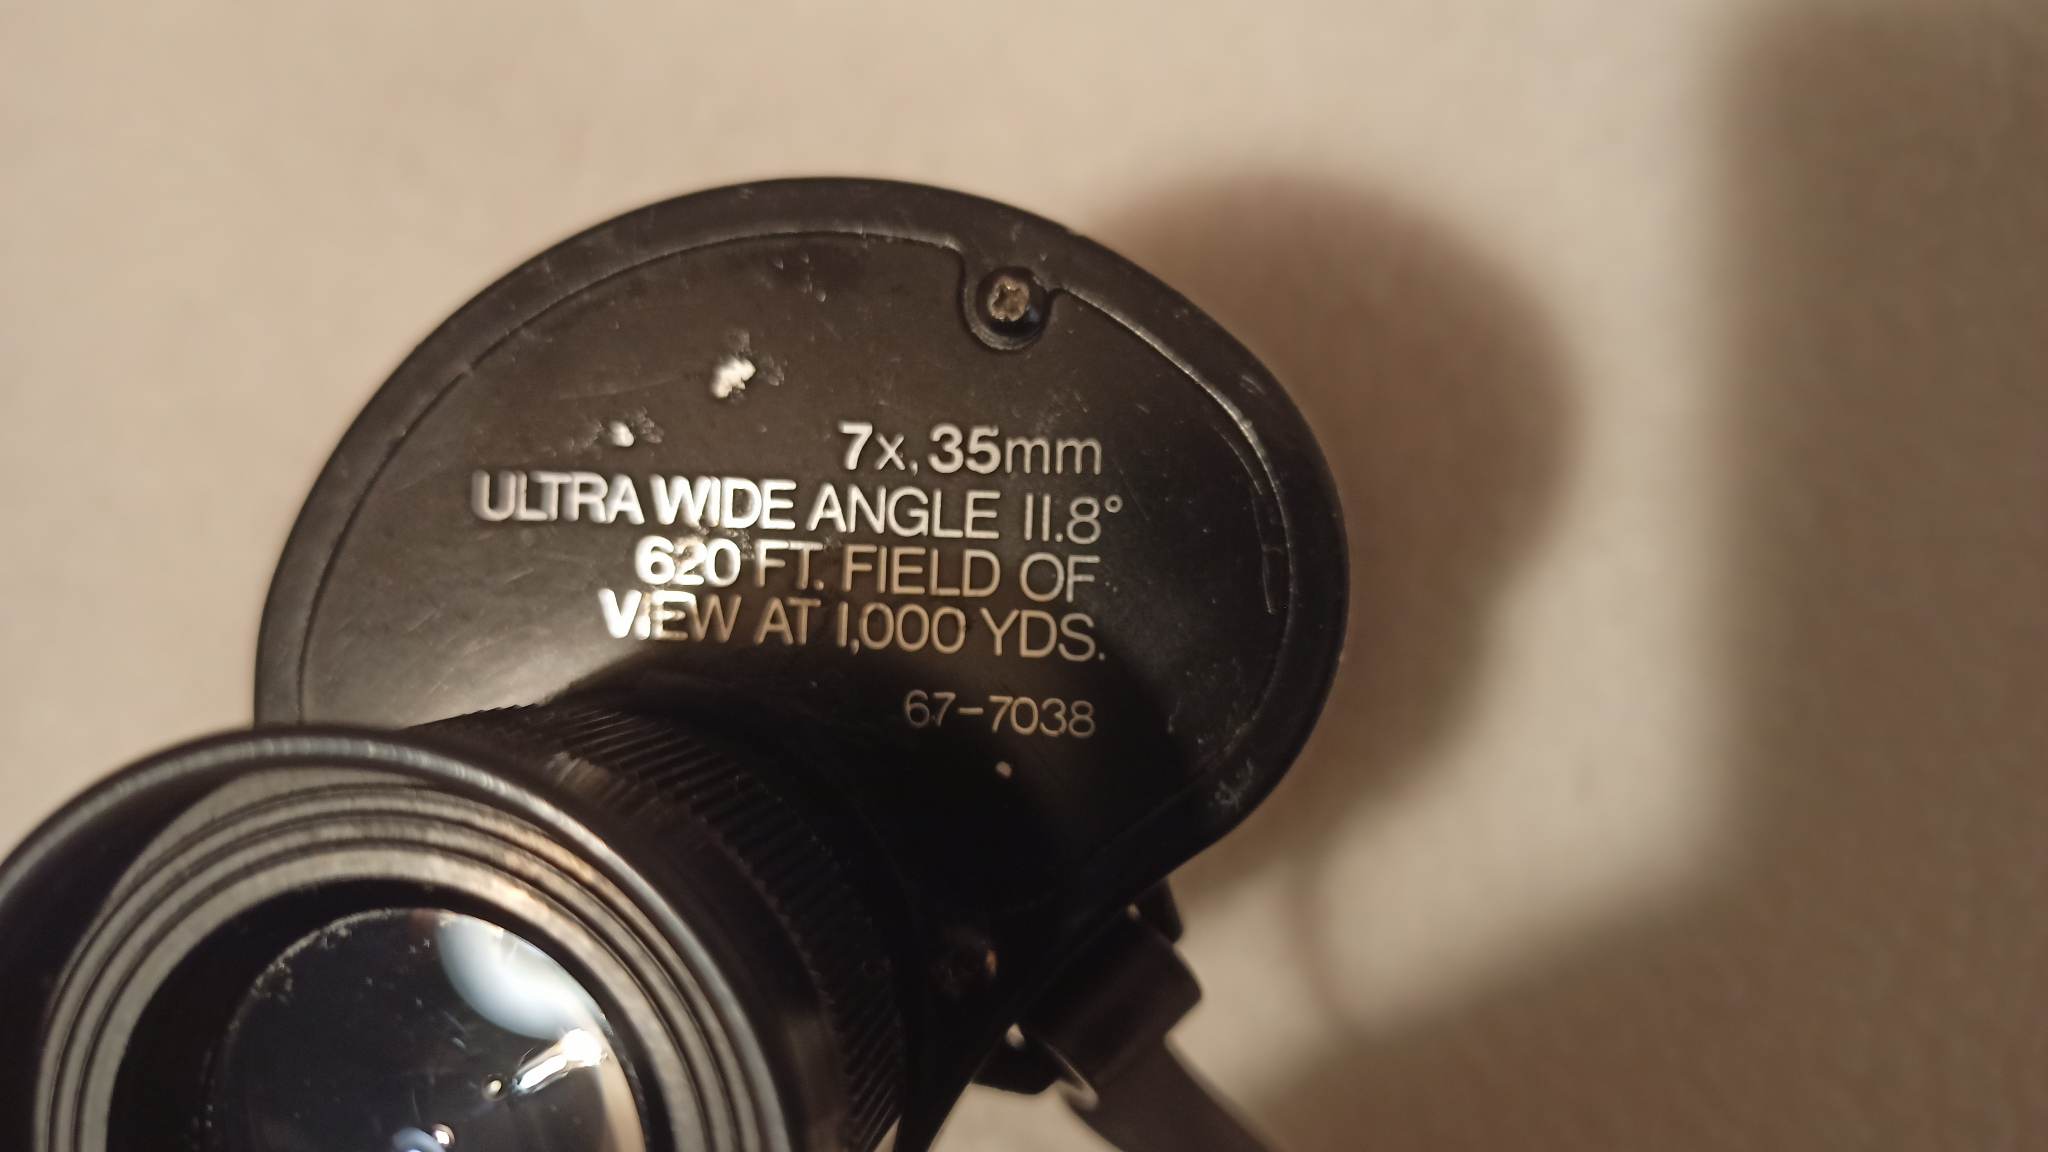 7x, 35mm
ULTRA WIDE ANGLE 11.8°
620 FT. FIELD OF
VIEW AT 1,000 YDS.
67-7038